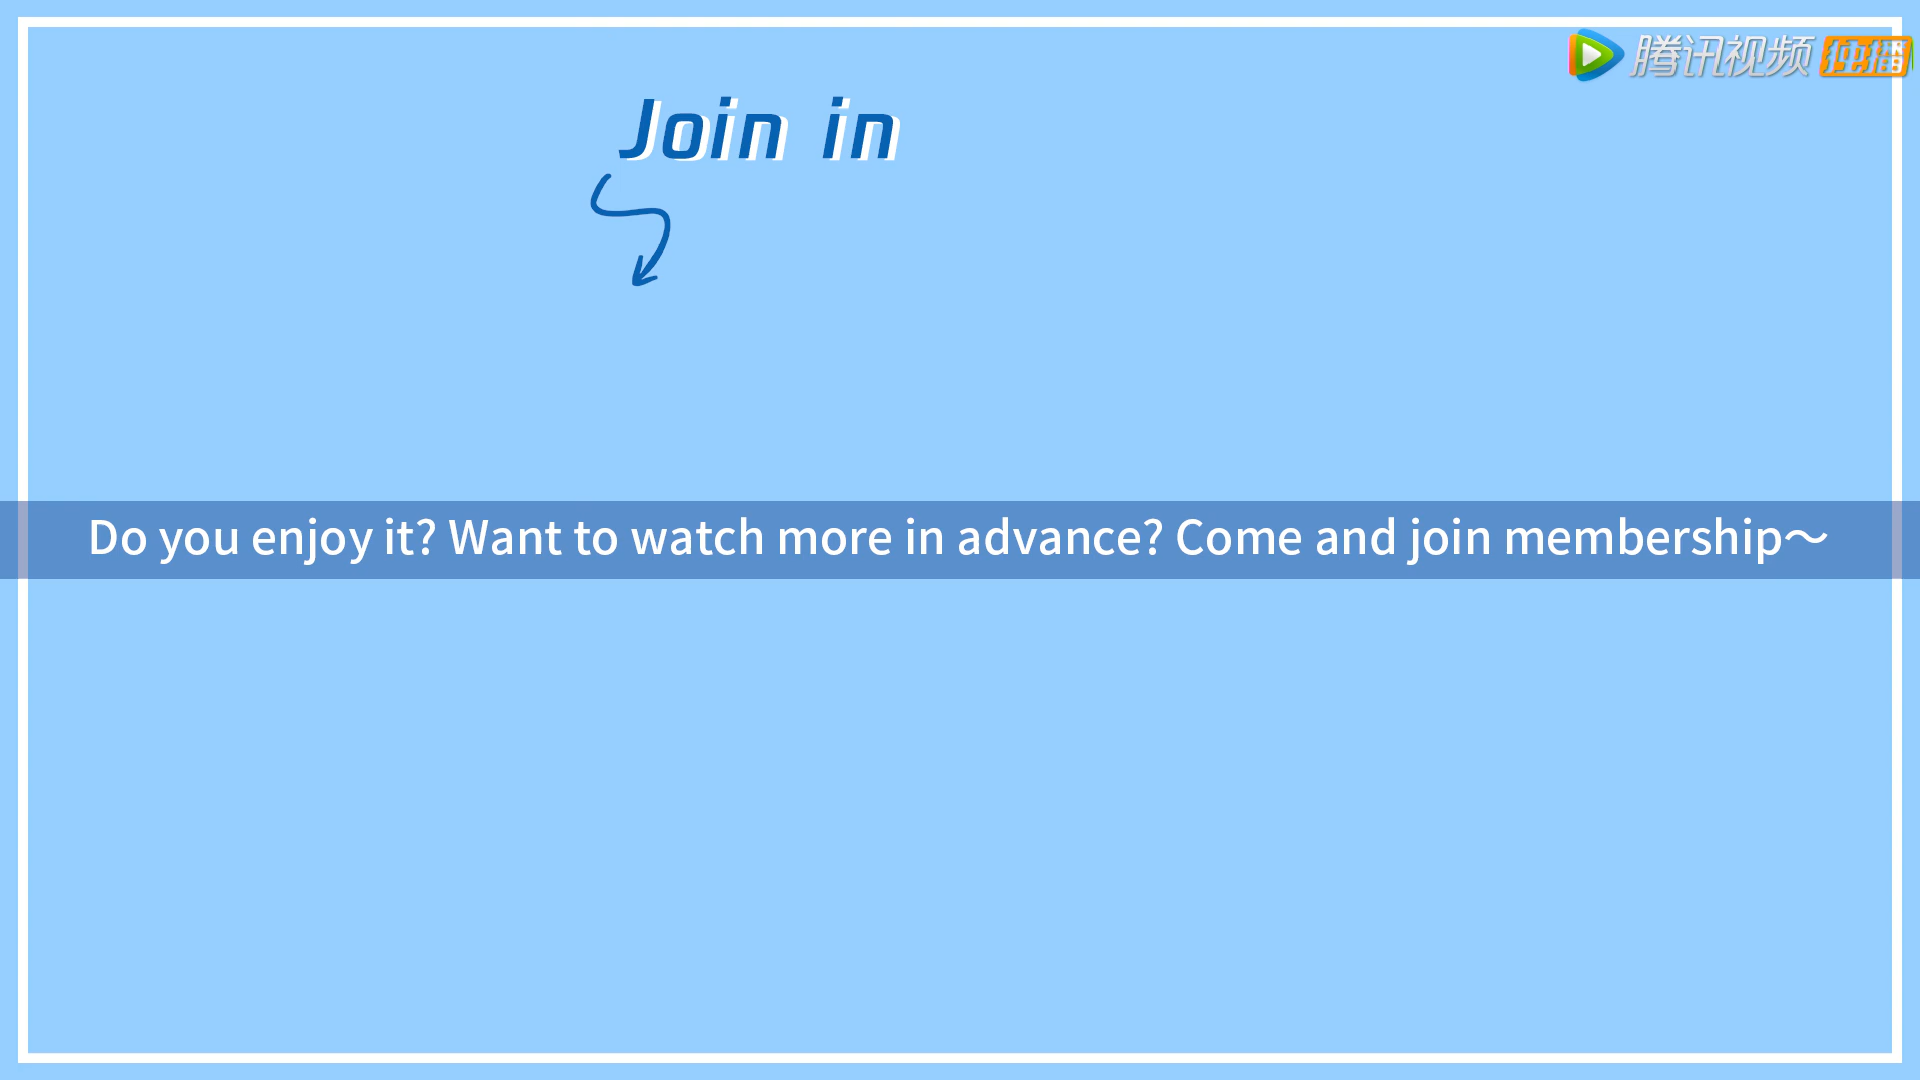 腾讯视频 独播
Join in
Do you enjoy it? Want to watch more in advance? Come and join membership～